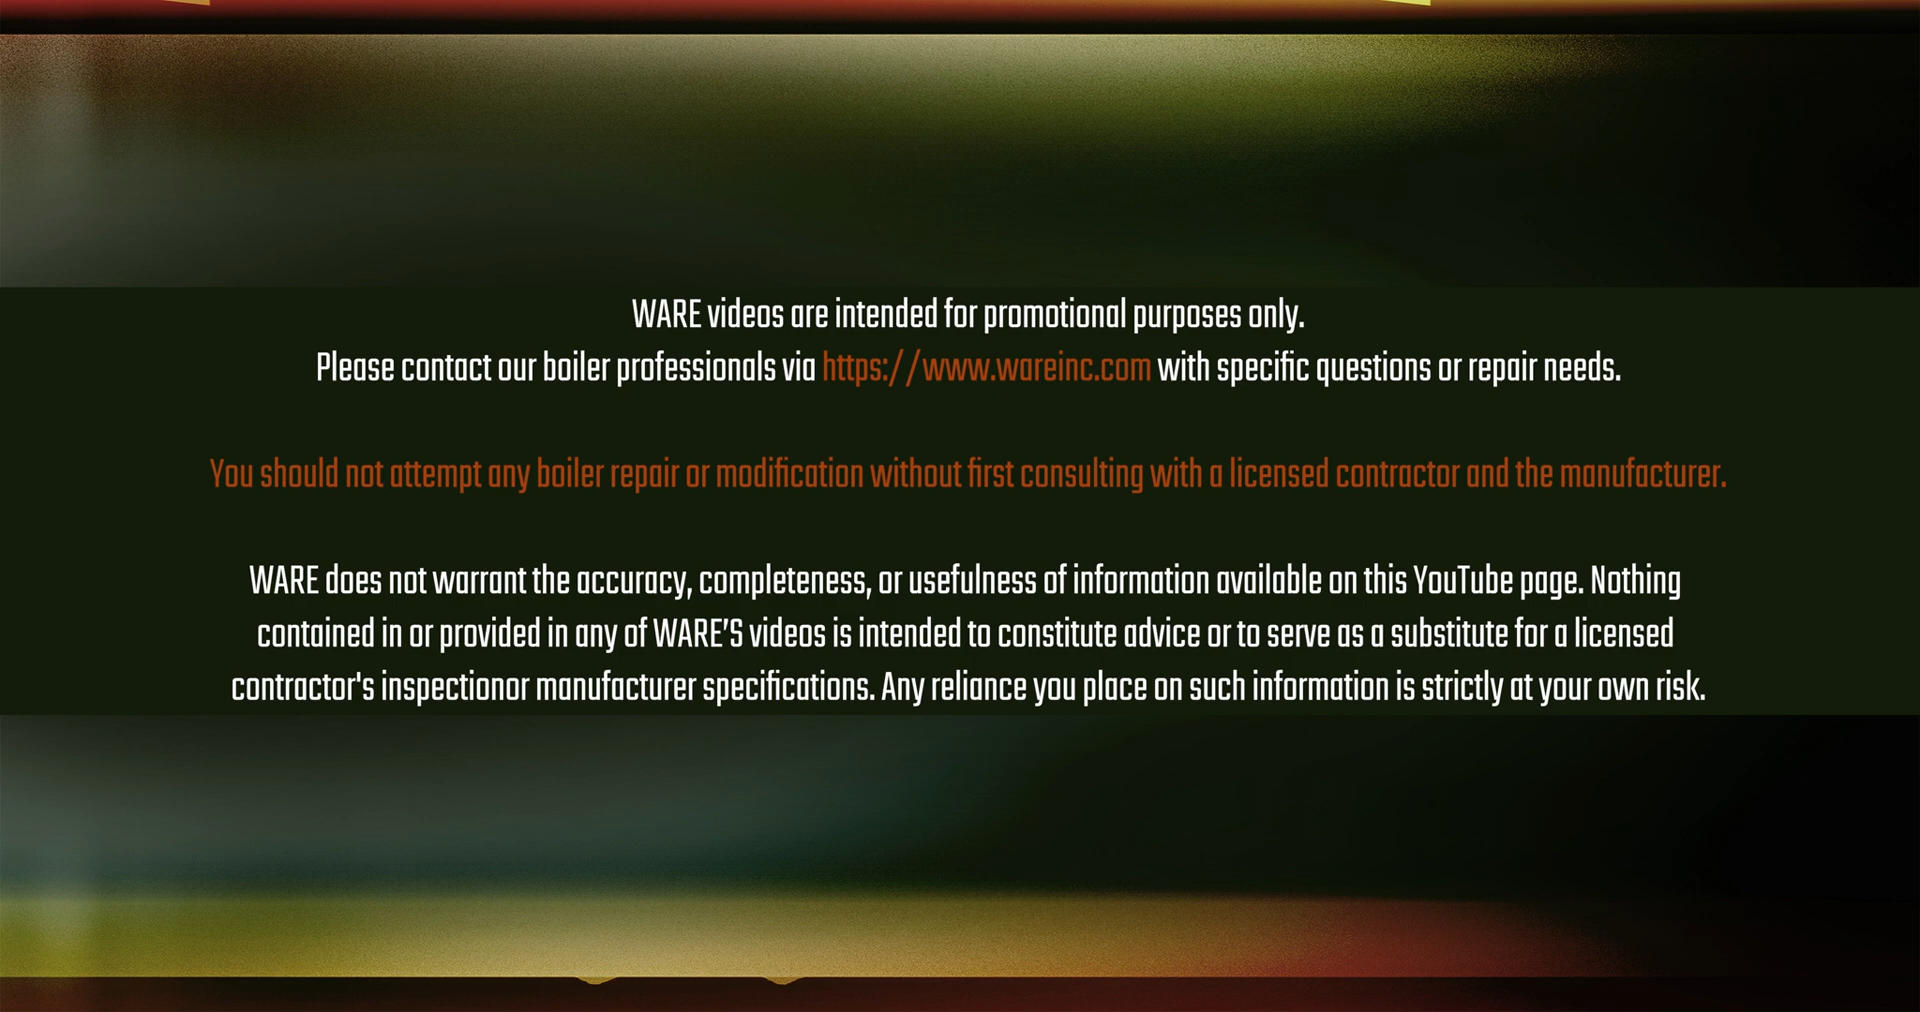 WARE videos are intended for promotional purposes only.
Please contact our boiler professionals via https://www.wareinc.com with specific questions or repair needs.
You should not attempt any boiler repair or modification without first consulting with a licensed contractor and the manufacturer.
WARE does not warrant the accuracy, completeness, or usefulness of information available on this YouTube page. Nothing
contained in or provided in any of WARE'S videos is intended to constitute advice or to serve as a substitute for a licensed
contractor's inspectionor manufacturer specifications. Any reliance you place on such information is strictly at your own risk.